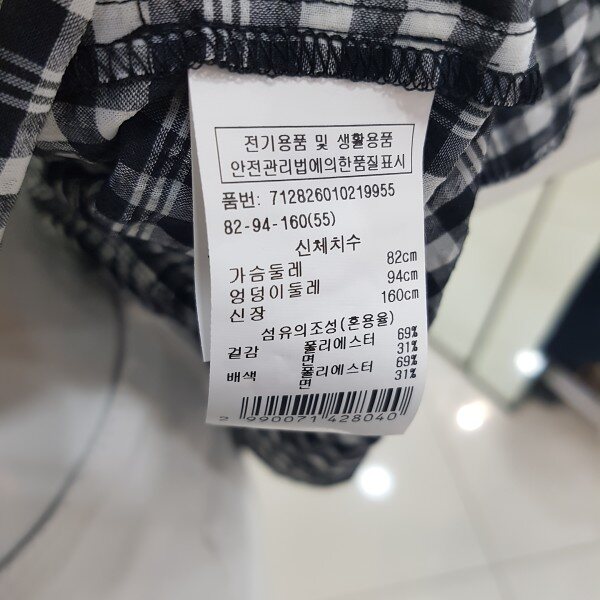 전기용품 및 생활용품
안전관리법에의한품질표시
품번: 712826010219955
82-94-160(55)
신체치수
가슴둘레 82cm
엉덩이둘레 94cm
신장 160cm
섬유의조성(혼용율)
겉감 폴리에스터 69%
면 31%
배색 폴리에스터 69%
면 31%
2 990071 428040